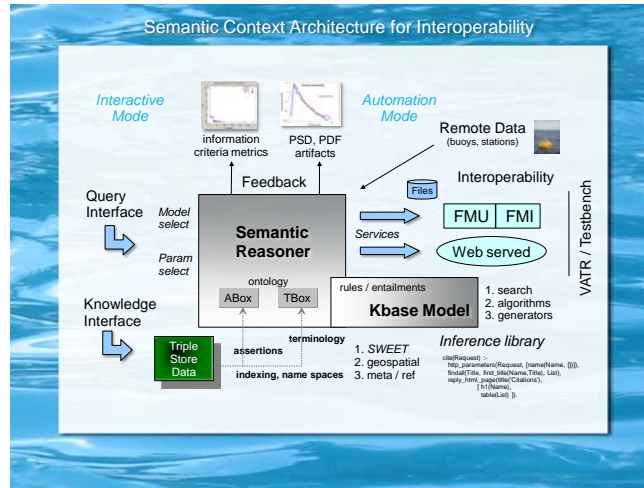 Semantic Context Architecture for Interoperability
Interactive
Mode
Automation
Mode
information
criteria metrics
PSD, PDF
artifacts
Remote Data
(buoys, stations)
Feedback
Files
Interoperability
Query
Interface
Model
select
Param
select
Semantic
Reasoner
Services
FMU
FMI
Web served
VATR / Testbench
ontology
ABox
TBox
rules / entailments
Kbase Model
1. search
2. algorithms
3. generators
Knowledge
Interface
Triple
Store
Data
assertions
terminology
indexing, name spaces
1. SWEET
2. geospatial
3. meta / ref
Inference library
cite(Request) :-
http_parameters(Request, [name(Name, [])]),
findall(Title, find_title(Name,Title), List),
reply_html_page(title('Citations'),
[ h1(Name),
table(List) ]).